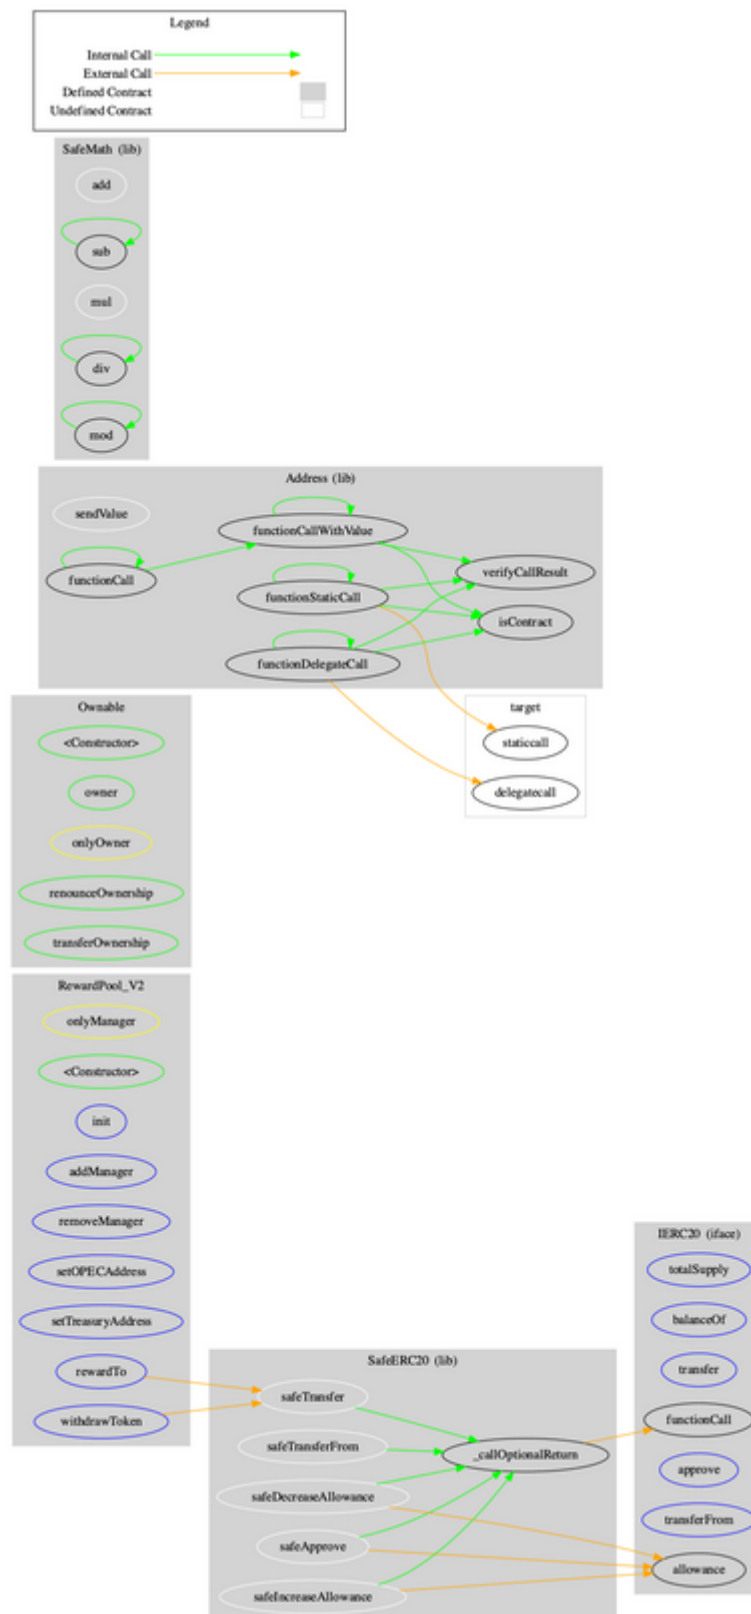 Legend
Internal Call
External Call
Defined Contract
Undefined Contract
SafeMath (lib)
add
sub
mul
div
mod
Address (lib)
sendValue
functionCallWithValue
functionCall
verifyCallResult
functionStaticCall
isContract
functionDelegateCall
Ownable
<Constructor>
owner
onlyOwner
renounceOwnership
transferOwnership
target
staticcall
delegatecall
RewardPool_V2
onlyManager
<Constructor>
init
addManager
removeManager
setOPECAddress
setTreasuryAddress
rewardTo
withdrawToken
SafeERC20 (lib)
safeTransfer
safeTransferFrom
_callOptionalReturn
safeDecreaseAllowance
safeApprove
safeIncreaseAllowance
IERC20 (iface)
totalSupply
balanceOf
transfer
functionCall
approve
transferFrom
allowance